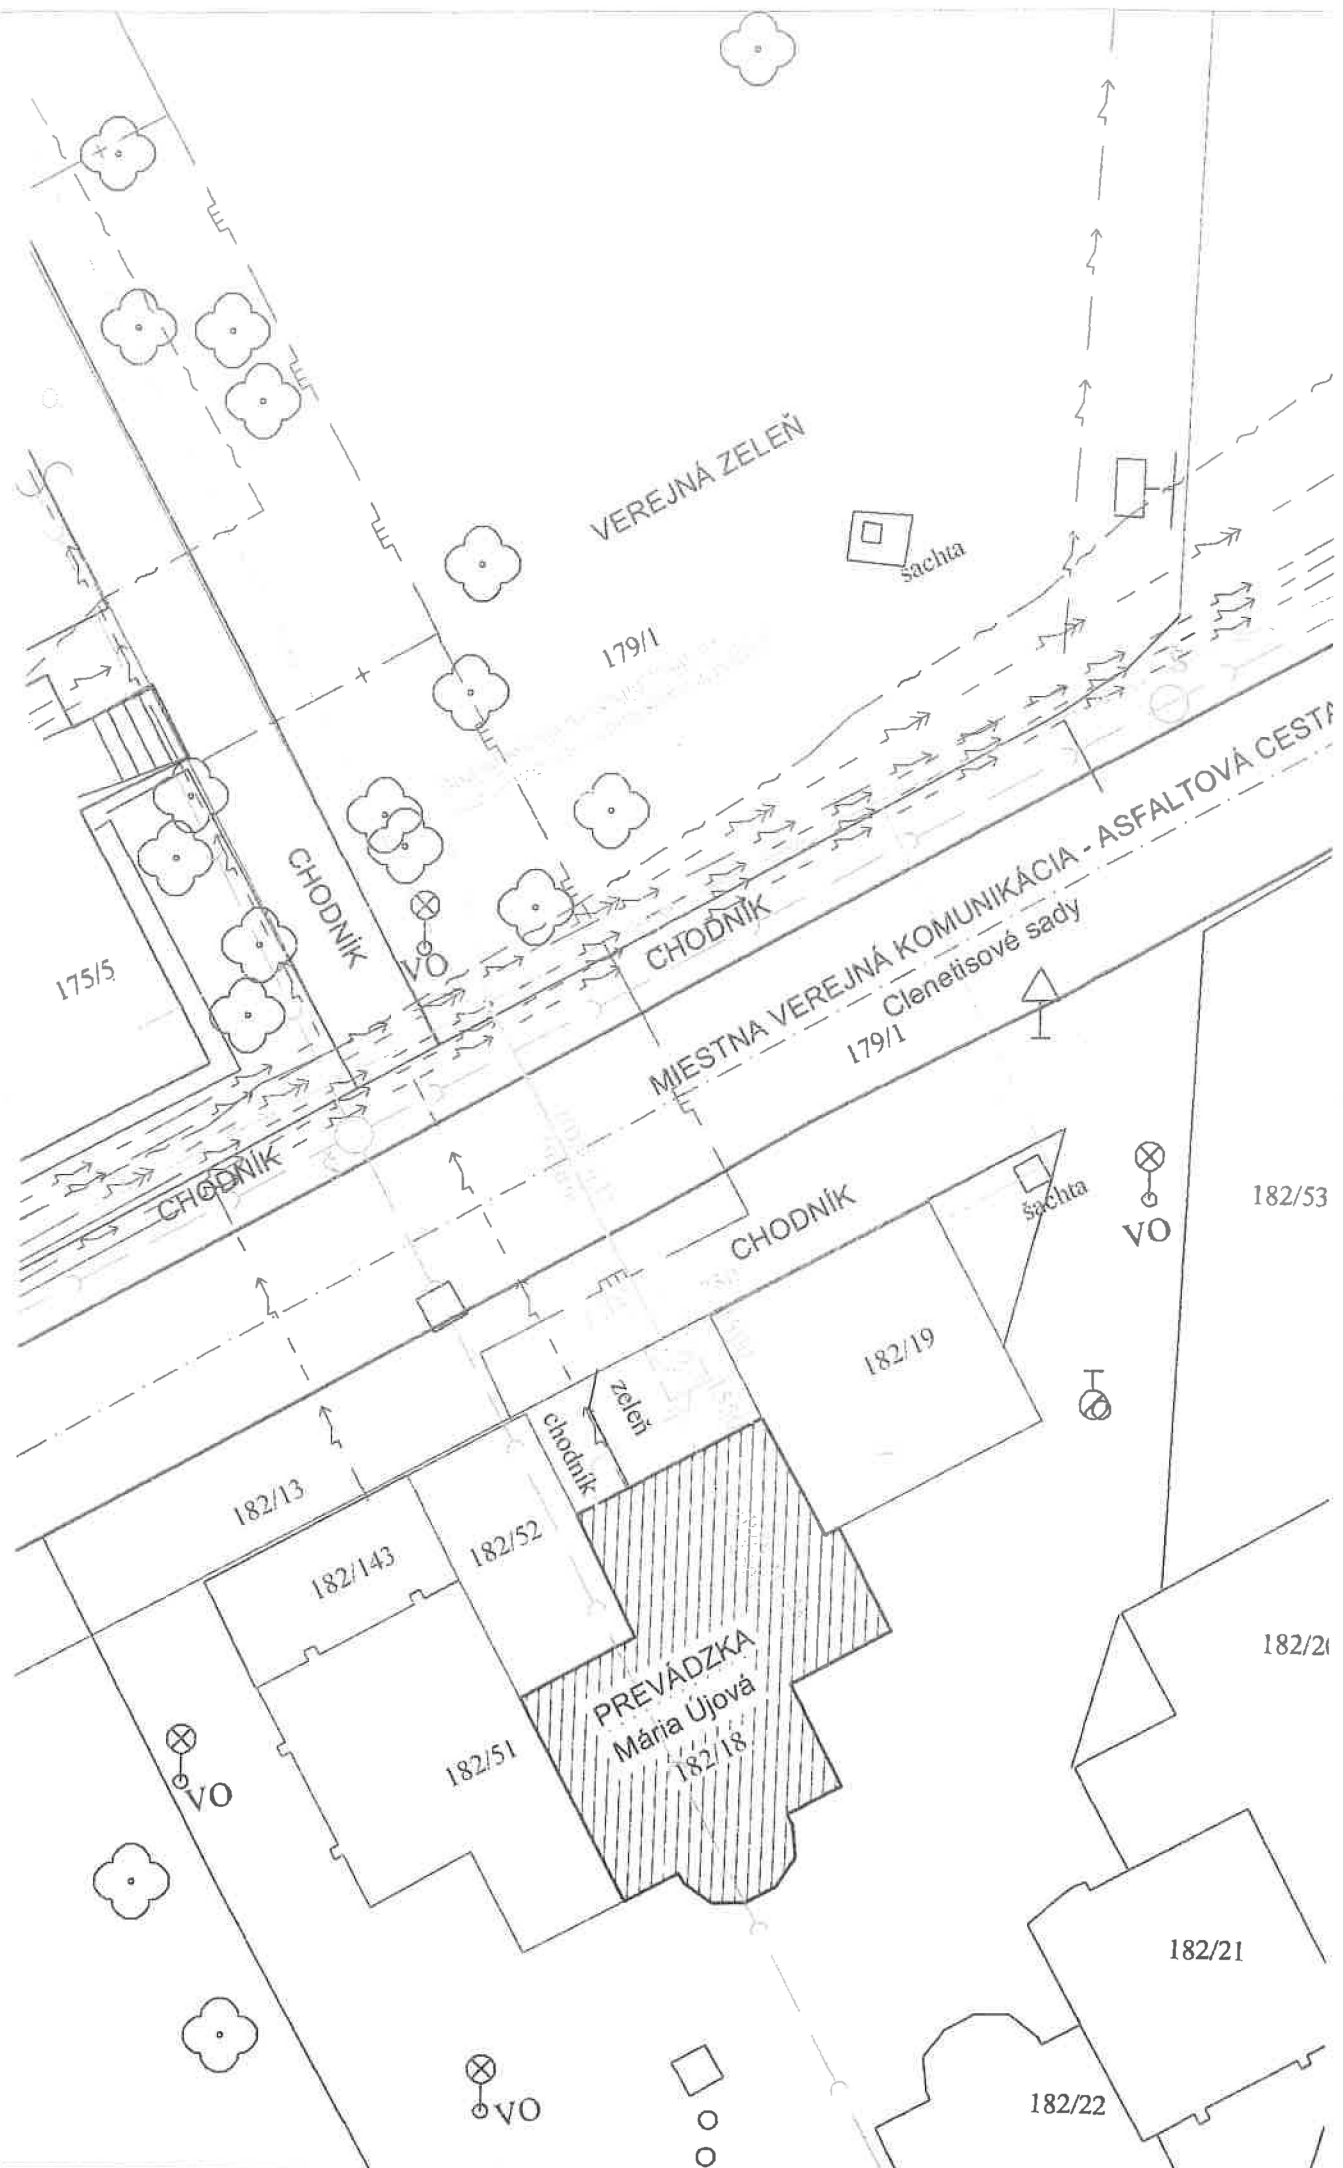 VEREJNÁ ZELEŇ
šachta
179/1
CHODNÍK
VO
CHODNÍK
175/5
MIESTNA VEREJNÁ KOMUNIKÁCIA - ASFALTOVÁ CESTA
Clenetisové sady
179/1
CHODNÍK
šachta
VO
182/53
CHODNÍK
182/19
zeleň
chodník
182/13
182/52
182/143
PREVÁDZKA
Mária Újová
182/18
182/51
VO
182/21
182/22
VO